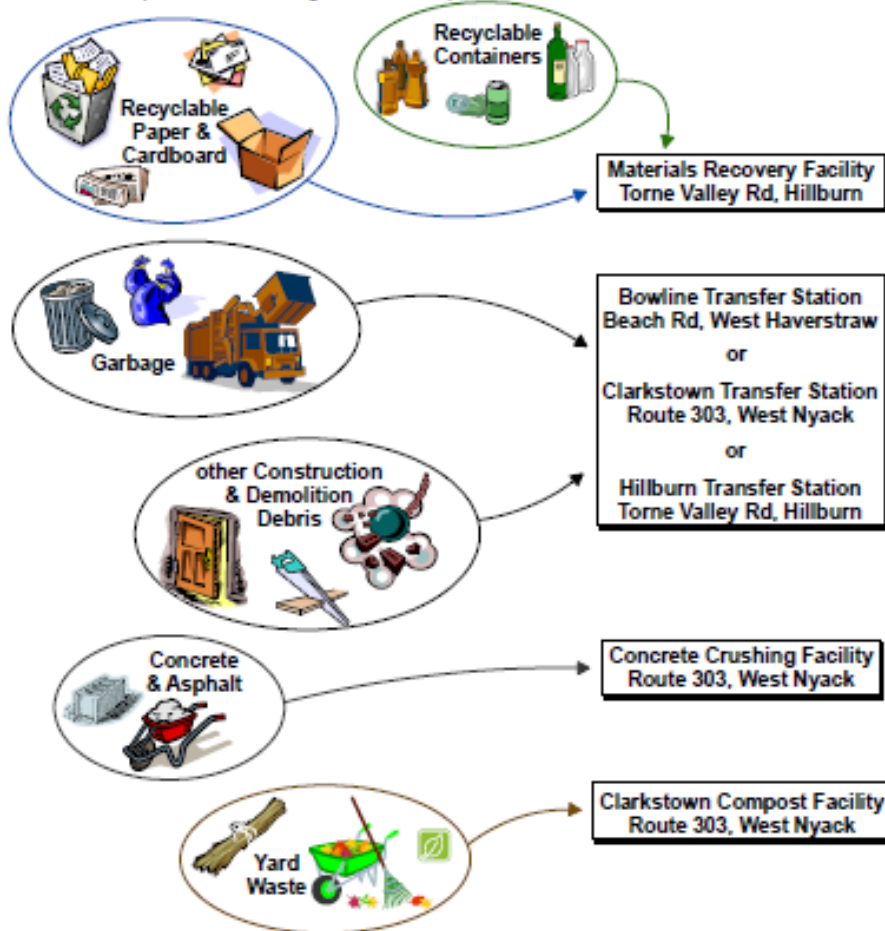 Recyclable
Paper &
Cardboard
Recyclable
Containers
Materials Recovery Facility
Torne Valley Rd, Hillburn
Garbage
Bowline Transfer Station
Beach Rd, West Haverstraw
or
Clarkstown Transfer Station
Route 303, West Nyack
or
Hillburn Transfer Station
Torne Valley Rd, Hillburn
other Construction
& Demolition
Debris
Concrete
& Asphalt
Concrete Crushing Facility
Route 303, West Nyack
Yard
Waste
Clarkstown Compost Facility
Route 303, West Nyack